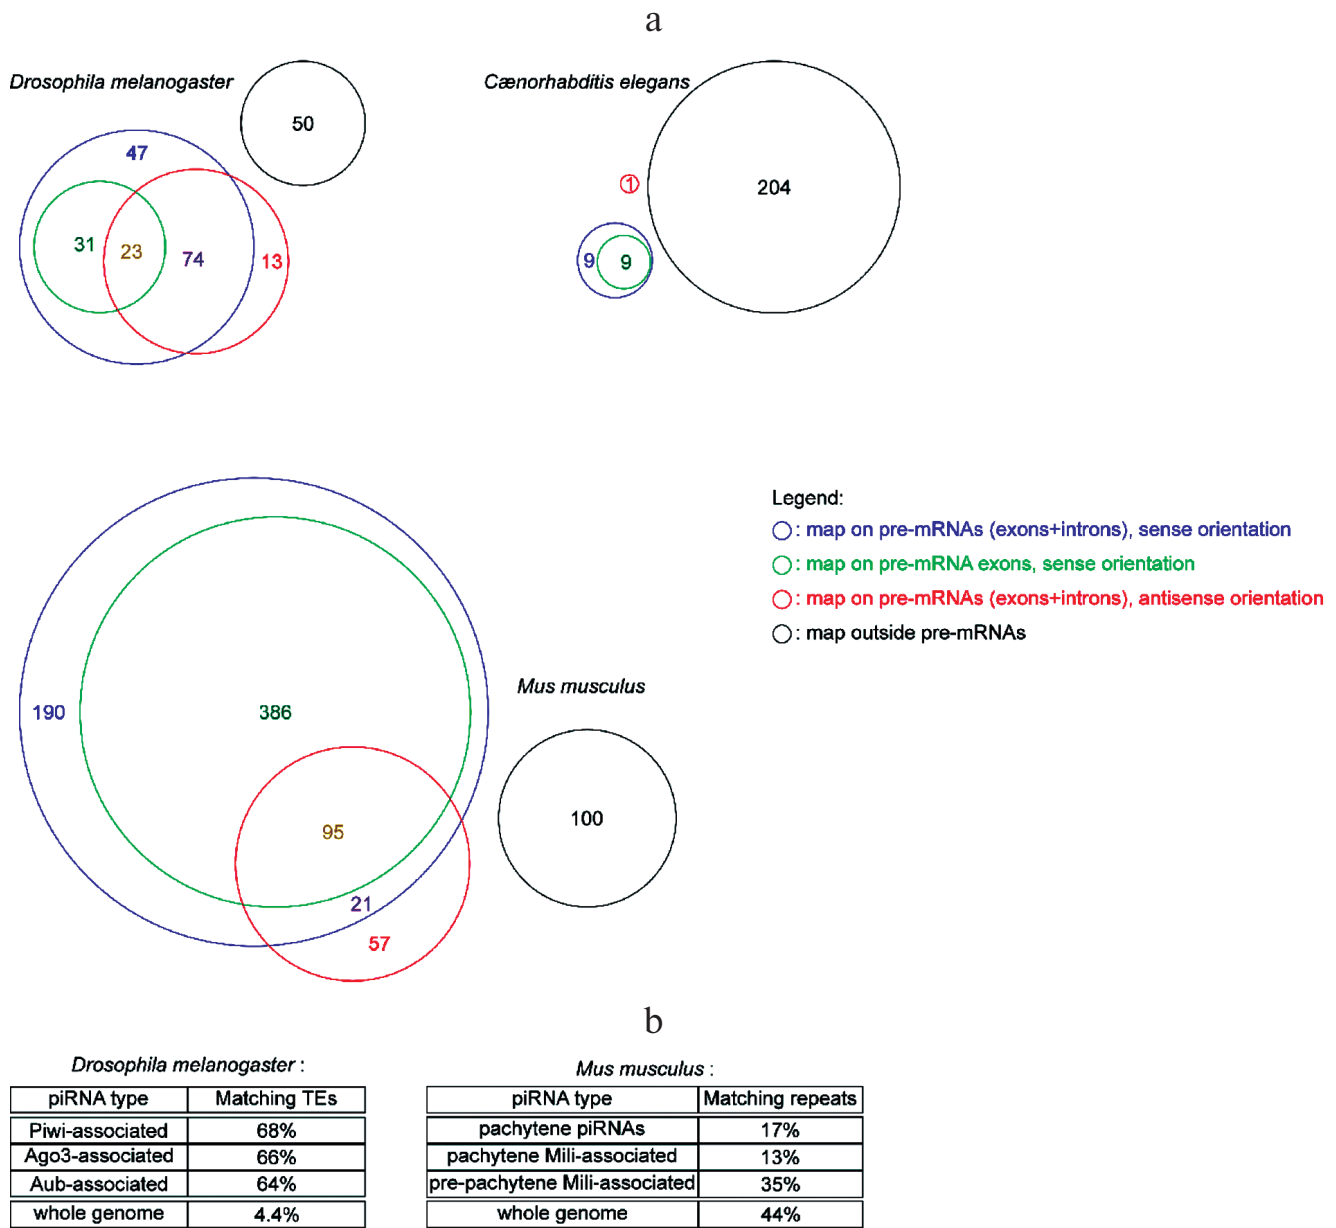 a
Drosophila melanogaster
50
47
31
23
74
13
Cænorhabditis elegans
204
1
9
9
190
386
95
21
57
Mus musculus
100
Legend:
: map on pre-mRNAs (exons+introns), sense orientation
: map on pre-mRNA exons, sense orientation
: map on pre-mRNAs (exons+introns), antisense orientation
: map outside pre-mRNAs
b
Drosophila melanogaster :
piRNA type Matching TEs
Piwi-associated 68%
Ago3-associated 66%
Aub-associated 64%
whole genome 4.4%
Mus musculus :
piRNA type Matching repeats
pachytene piRNAs 17%
pachytene Mili-associated 13%
pre-pachytene Mili-associated 35%
whole genome 44%